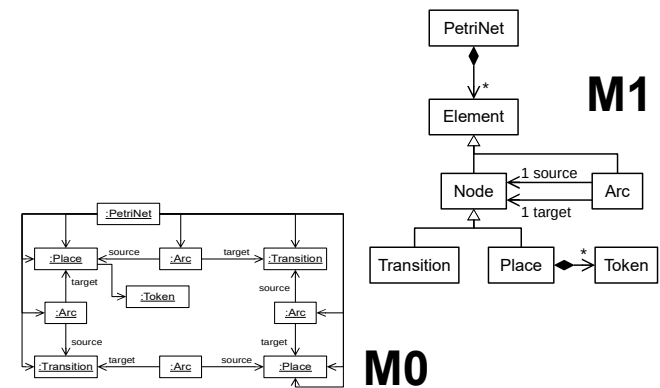 PetriNet
*
Element
M1
1 source
Node
Arc
1 target
Transition
Place
*
Token
:PetriNet
:Place
source
:Arc
target
:Transition
target
:Token
source
:Arc
:Arc
source
target
:Transition
target
:Arc
source
:Place
M0